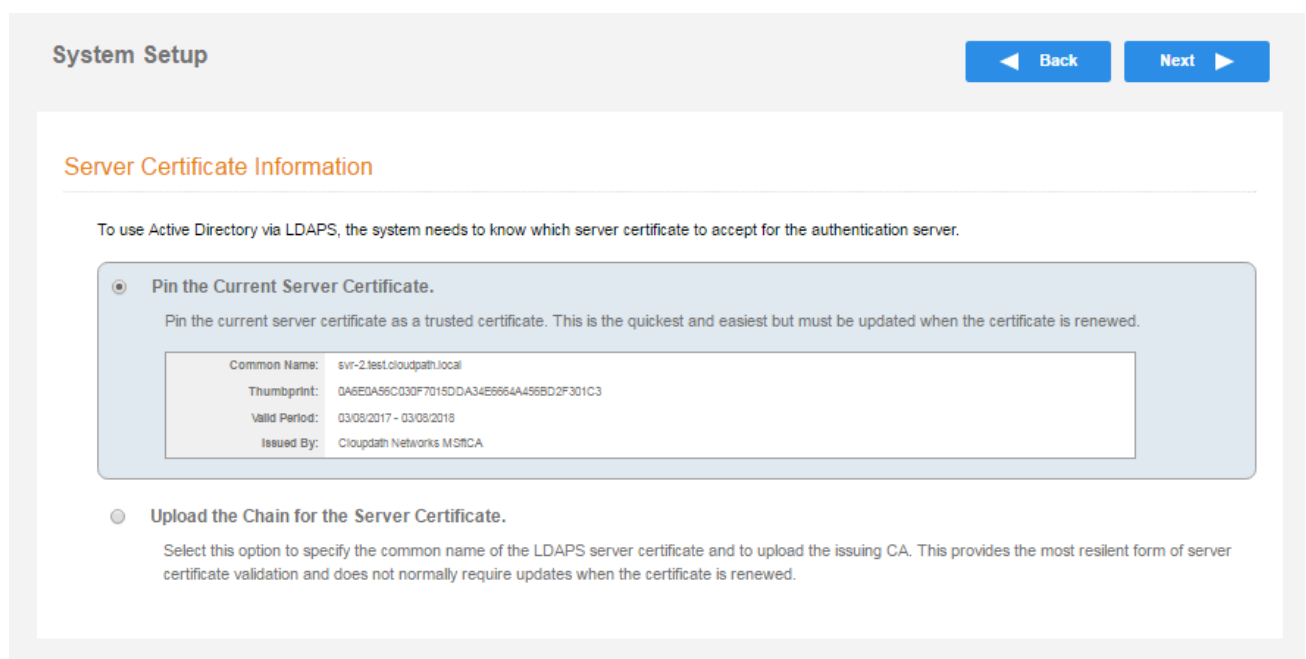 System Setup
Back
Next
Server Certificate Information
To use Active Directory via LDAPS, the system needs to know which server certificate to accept for the authentication server.
Pin the Current Server Certificate.
Pin the current server certificate as a trusted certificate. This is the quickest and easiest but must be updated when the certificate is renewed.
Common Name: svr-2.test.cloudpath.local
Thumbprint: 0A6E0A56C030F7015DDA34E6664A456BD2F301C3
Valid Period: 03/08/2017 - 03/08/2018
Issued By: Cloupdath Networks MSftCA
Upload the Chain for the Server Certificate.
Select this option to specify the common name of the LDAPS server certificate and to upload the issuing CA. This provides the most resilent form of server
certificate validation and does not normally require updates when the certificate is renewed.